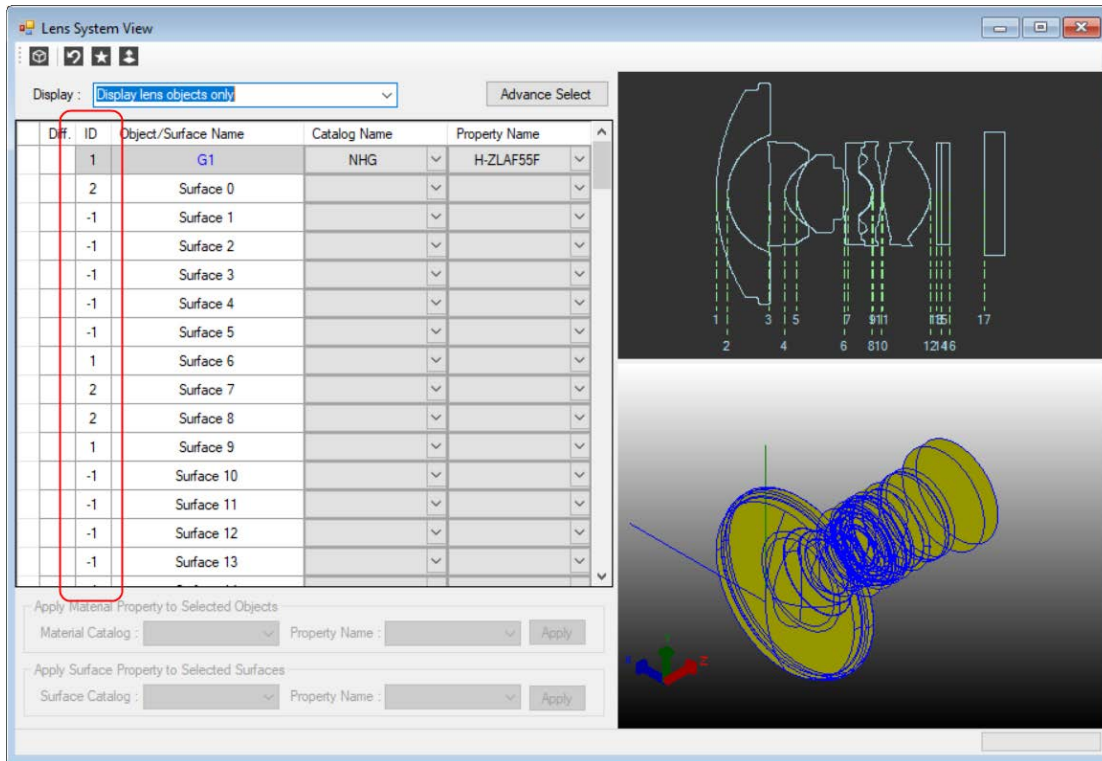 Lens System View
Display : Display lens objects only Advance Select
Diff. ID Object/Surface Name Catalog Name Property Name
1 G1 NHG H-ZLAF55F
2 Surface 0
-1 Surface 1
-1 Surface 2
-1 Surface 3
-1 Surface 4
-1 Surface 5
1 Surface 6
2 Surface 7
2 Surface 8
1 Surface 9
-1 Surface 10
-1 Surface 11
-1 Surface 12
-1 Surface 13
Apply Material Property to Selected Objects
Material Catalog : Property Name : Apply
Apply Surface Property to Selected Surfaces
Surface Catalog : Property Name : Apply
1 3 5 7 17
2 4 6 810
Z